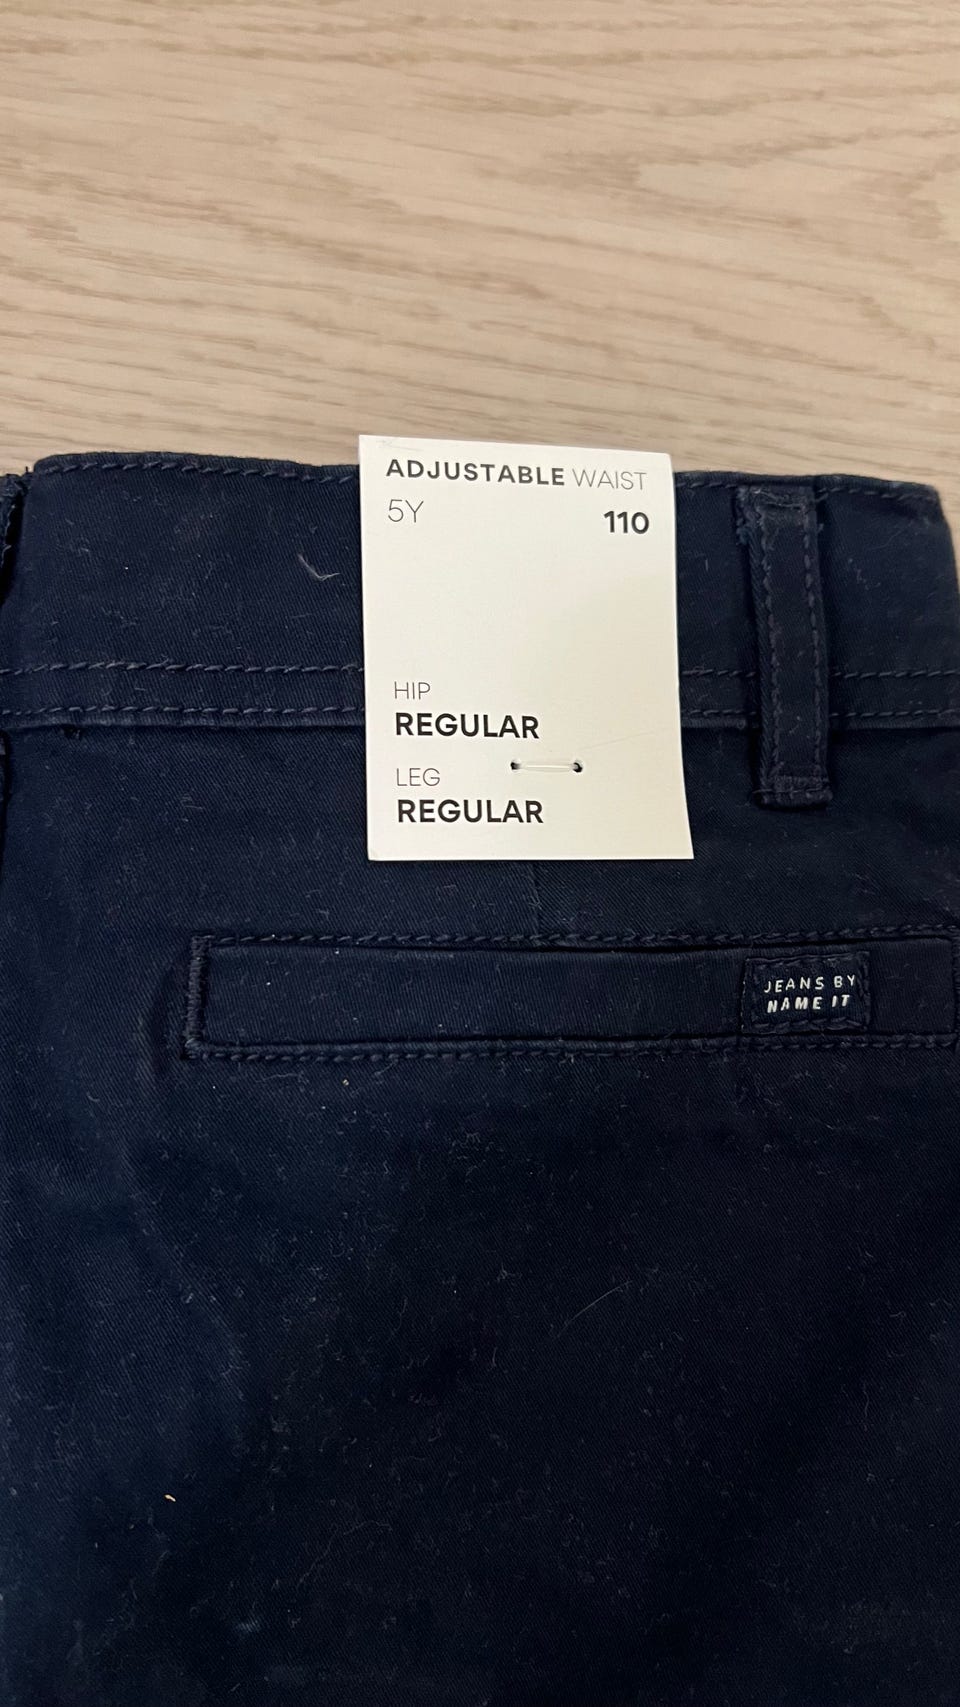 ADJUSTABLE WAIST
5Y 110
HIP
REGULAR
LEG
REGULAR
JEANS BY
NAME IT